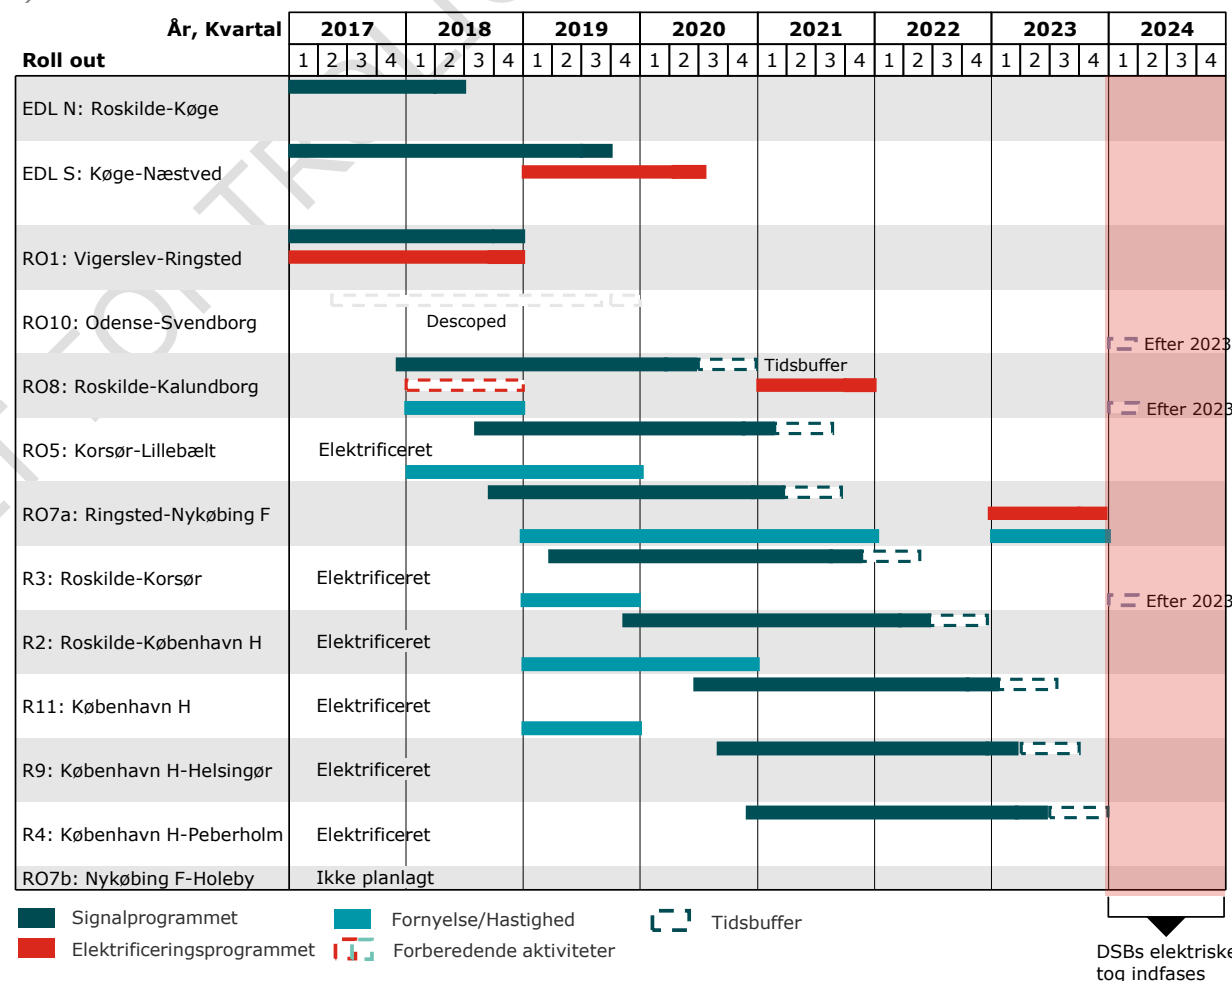 År, Kvartal 2017 2018 2019 2020 2021 2022 2023 2024
Roll out 1 2 3 4 1 2 3 4 1 2 3 4 1 2 3 4 1 2 3 4 1 2 3 4 1 2 3 4 1 2 3 4
EDL N: Roskilde-Køge
EDL S: Køge-Næstved
RO1: Vigerslev-Ringsted
RO10: Odense-Svendborg Descoped
Efter 2023
RO8: Roskilde-Kalundborg Tidsbuffer
Efter 2023
RO5: Korsør-Lillebælt Elektrificeret
RO7a: Ringsted-Nykøbing F
R3: Roskilde-Korsør Elektrificeret
Efter 2023
R2: Roskilde-København H Elektrificeret
R11: København H Elektrificeret
R9: København H-Helsingør Elektrificeret
R4: København H-Peberholm Elektrificeret
RO7b: Nykøbing F-Holeby Ikke planlagt
Signalprogrammet Fornyelse/Hastighed Tidsbuffer
Elektrificeringsprogrammet Forberedende aktiviteter
DSBs elektriske
tog indfases